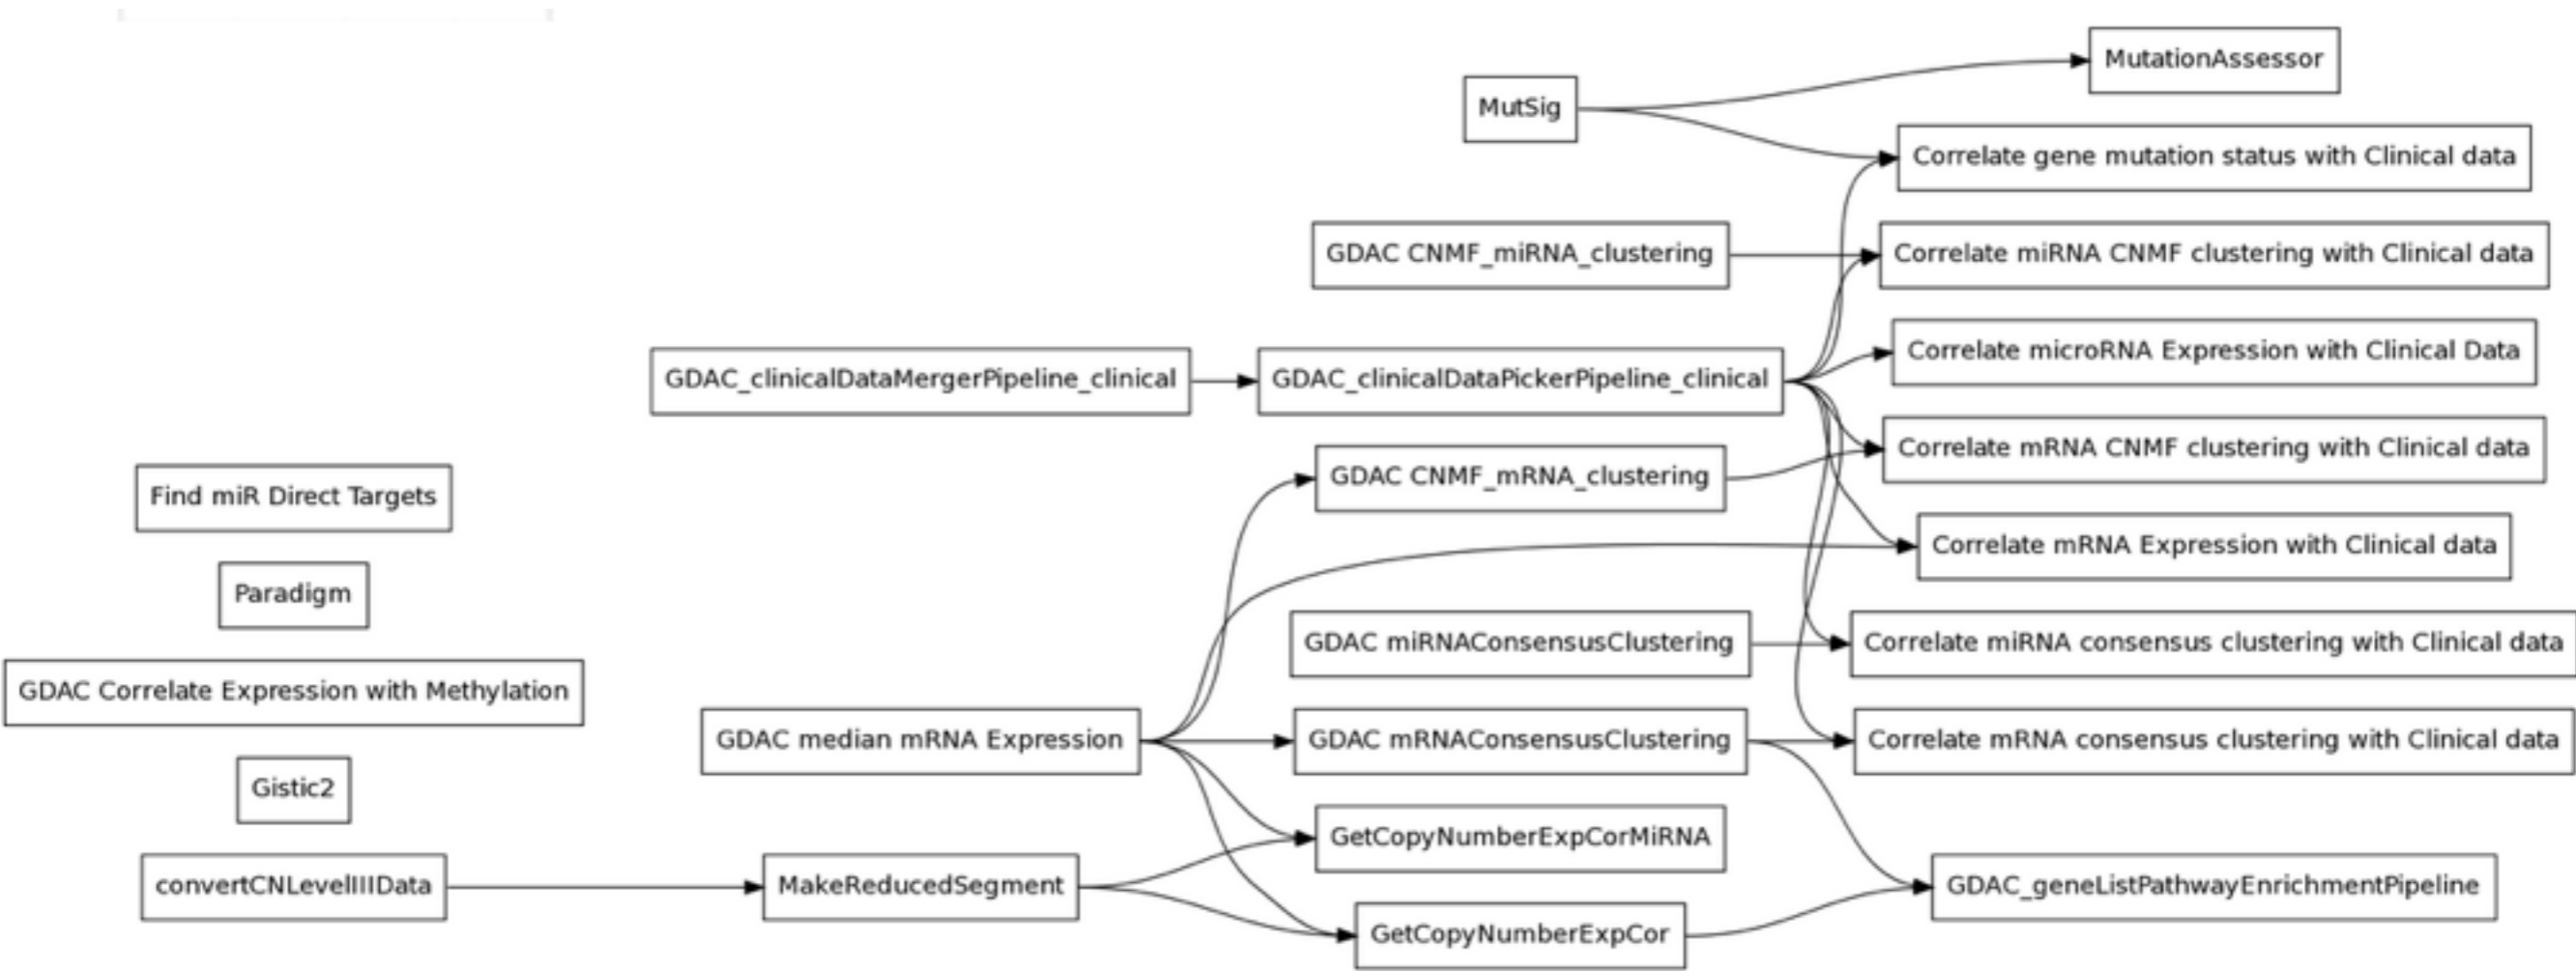 MutationAssessor
MutSig
Correlate gene mutation status with Clinical data
GDAC CNMF_miRNA_clustering
Correlate miRNA CNMF clustering with Clinical data
Correlate microRNA Expression with Clinical Data
GDAC_clinicalDataMergerPipeline_clinical
GDAC_clinicalDataPickerPipeline_clinical
Correlate mRNA CNMF clustering with Clinical data
GDAC CNMF_mRNA_clustering
Find miR Direct Targets
Correlate mRNA Expression with Clinical data
Paradigm
GDAC miRNAConsensusClustering
Correlate miRNA consensus clustering with Clinical data
GDAC Correlate Expression with Methylation
GDAC median mRNA Expression
GDAC mRNAConsensusClustering
Correlate mRNA consensus clustering with Clinical data
Gistic2
GetCopyNumberExpCorMiRNA
convertCNLevelIIIData
MakeReducedSegment
GDAC_geneListPathwayEnrichmentPipeline
GetCopyNumberExpCor